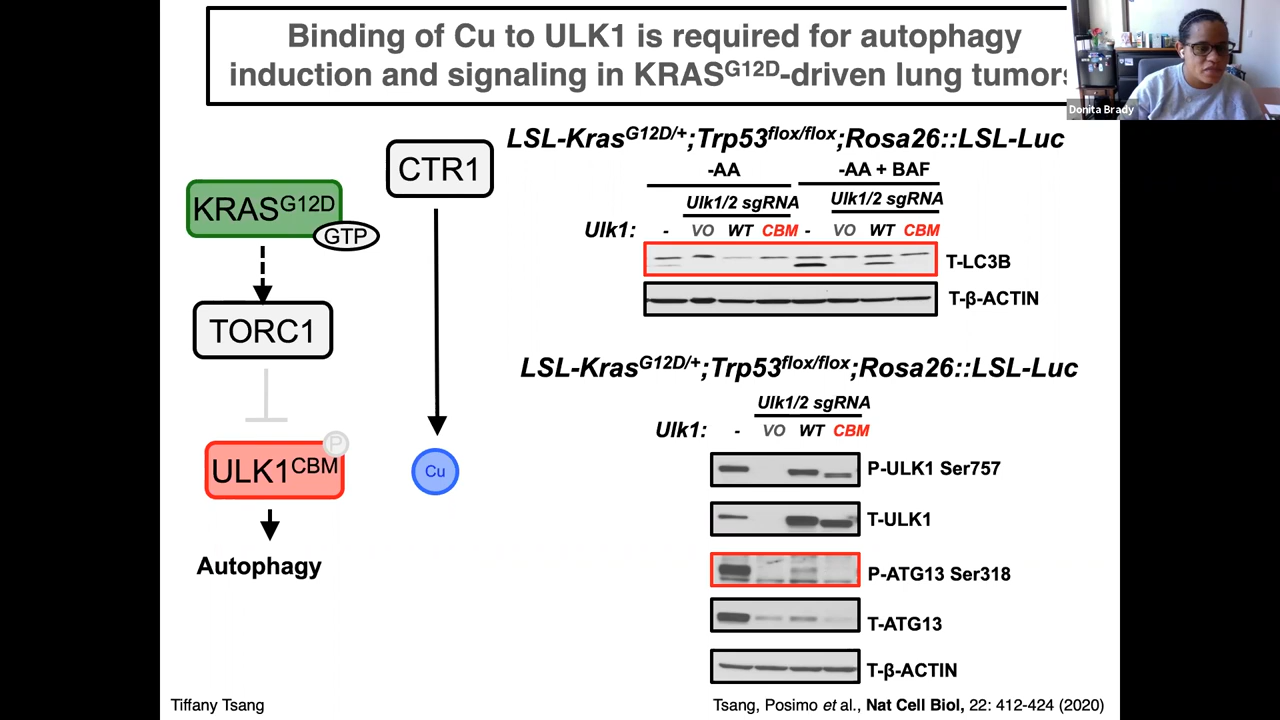 Binding of Cu to ULK1 is required for autophagy
induction and signaling in KRASG12D-driven lung tumors
Donita Brady
KRASG12D
GTP
TORC1
ULK1CBM
P
Autophagy
CTR1
Cu
LSL-KrasG12D/+;Trp53flox/flox;Rosa26::LSL-Luc
-AA -AA + BAF
Ulk1/2 sgRNA Ulk1/2 sgRNA
Ulk1: - VO WT CBM - VO WT CBM
T-LC3B
T-β-ACTIN
LSL-KrasG12D/+;Trp53flox/flox;Rosa26::LSL-Luc
Ulk1/2 sgRNA
Ulk1: - VO WT CBM
P-ULK1 Ser757
T-ULK1
P-ATG13 Ser318
T-ATG13
T-β-ACTIN
Tiffany Tsang
Tsang, Posimo et al., Nat Cell Biol, 22: 412-424 (2020)